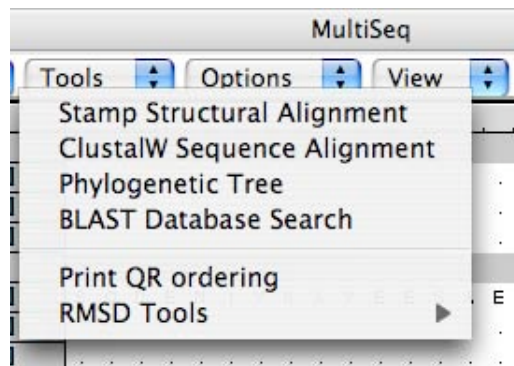 MultiSeq
Tools Options View
Stamp Structural Alignment
ClustalW Sequence Alignment
Phylogenetic Tree
BLAST Database Search
Print QR ordering
RMSD Tools
E